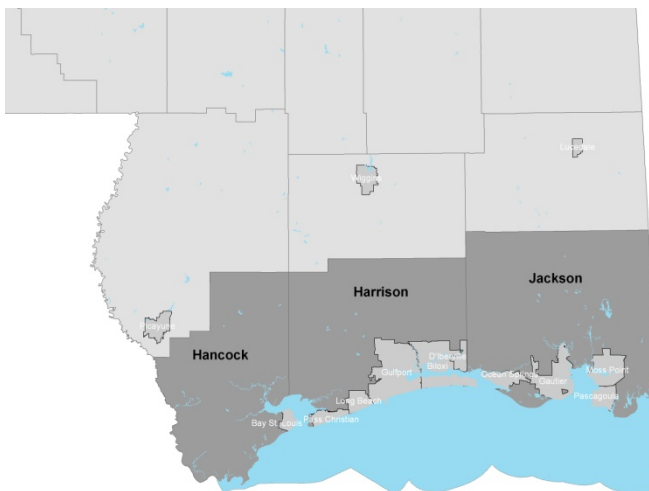 Lucedale
Wiggins
Jackson
Harrison
Picayune
Hancock
D'Iberville
Biloxi
Gulfport
Ocean Springs
Gautier
Moss Point
Pascagoula
Long Beach
Pass Christian
Bay St. Louis